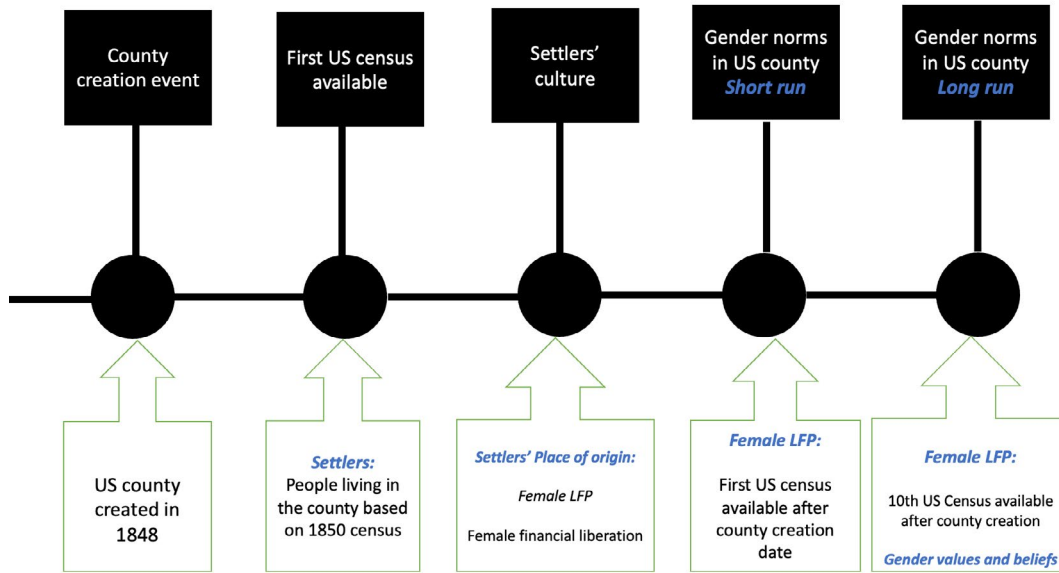 County
creation event
First US census
available
Settlers'
culture
Gender norms
in US county
Short run
Gender norms
in US county
Long run
US county
created in
1848
Settlers:
People living in
the county based
on 1850 census
Settlers' Place of origin:
Female LFP
Female financial liberation
Female LFP:
First US census
available after
county creation
date
Female LFP:
10th US Census available
after county creation
Gender values and beliefs